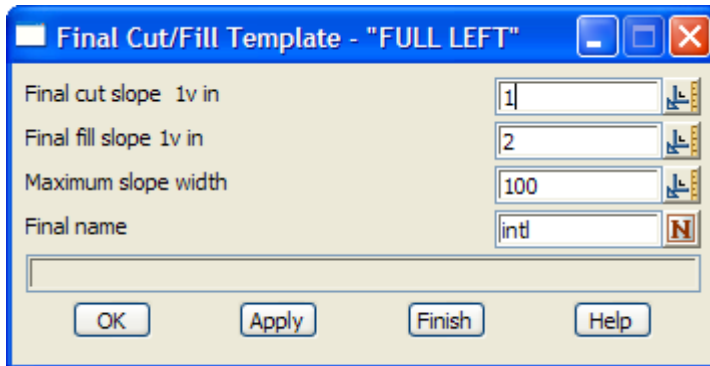 Final Cut/Fill Template - "FULL LEFT"
Final cut slope 1v in 1
Final fill slope 1v in 2
Maximum slope width 100
Final name intl N
OK Apply Finish Help